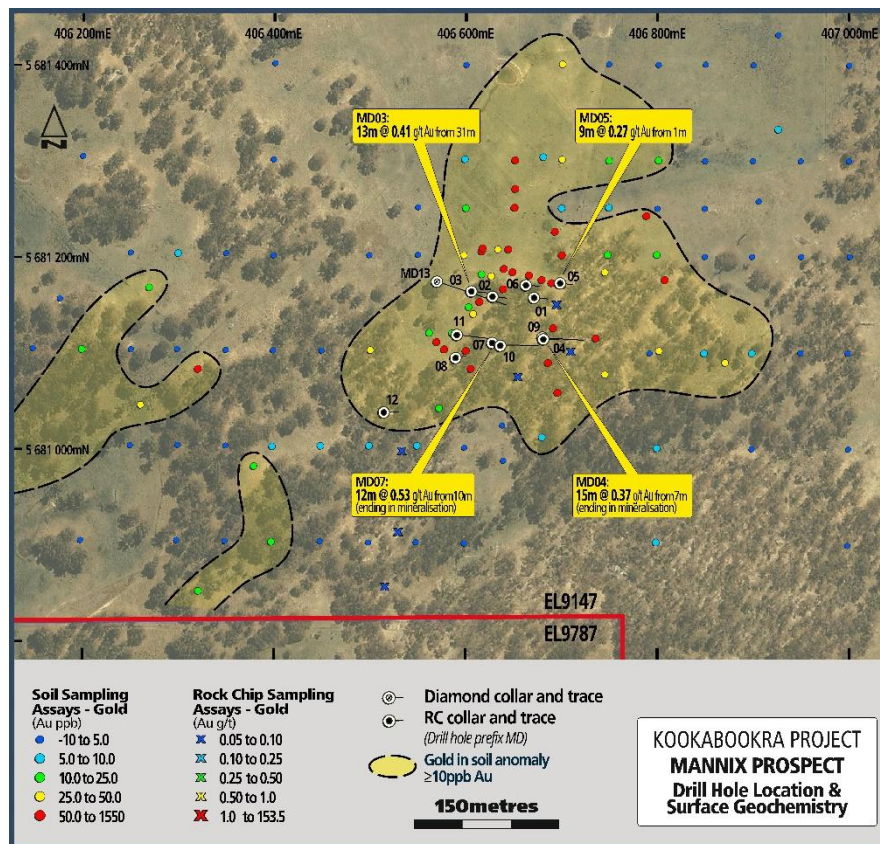 406 200mE
406 400mE
406 600mE
406 800mE
407 000mE
5 681 400mN
N
MD03:
13m @ 0.41 g/t Au from 31m
MD05:
9m @ 0.27 g/t Au from 1m
5 681 200mN
MD13
03
02
06
05
01
11
09
07
10
04
08
12
5 681 000mN
MD07:
12m @ 0.53 g/t Au from10m
(ending in mineralisation)
MD04:
15m @ 0.37 g/t Au from7m
(ending in mineralisation)
EL9147
EL9787
Soil Sampling
Assays - Gold
(Au ppb)
-10 to 5.0
5.0 to 10.0
10.0 to 25.0
25.0 to 50.0
50.0 to 1550
Rock Chip Sampling
Assays - Gold
(Au g/t)
0.05 to 0.10
0.10 to 0.25
0.25 to 0.50
0.50 to 1.0
1.0 to 153.5
Diamond collar and trace
RC collar and trace
(Drill hole prefix MD)
Gold in soil anomaly
≥10ppb Au
150metres
KOOKABOOKRA PROJECT
MANNIX PROSPECT
Drill Hole Location &
Surface Geochemistry